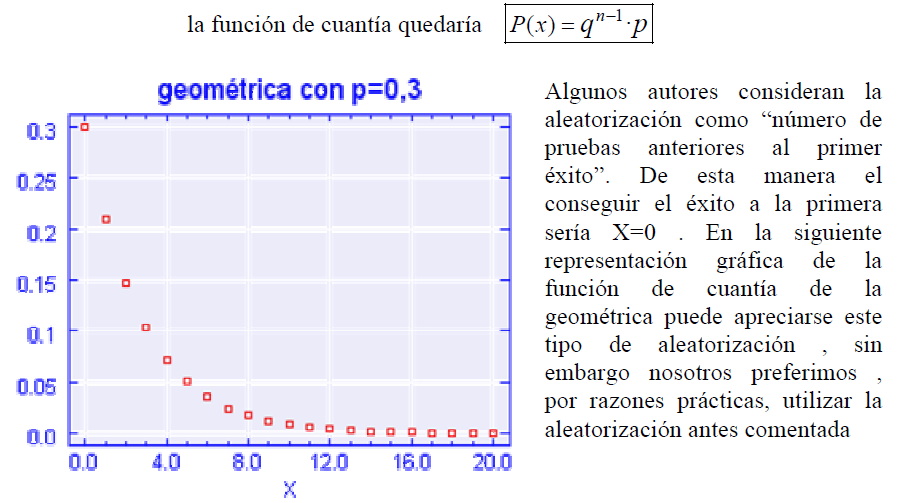 la función de cuantía quedaría P(x) = q^{n-1}·p
geométrica con p=0,3
0.3
0.25
0.2
0.15
0.1
0.05
0.0
0.0 4.0 8.0 12.0 16.0 20.0
X
Algunos autores consideran la
aleatorización como “número de
pruebas anteriores al primer
éxito”. De esta manera el
conseguir el éxito a la primera
sería X=0 . En la siguiente
representación gráfica de la
función de cuantía de la
geométrica puede apreciarse este
tipo de aleatorización , sin
embargo nosotros preferimos ,
por razones prácticas, utilizar la
aleatorización antes comentada